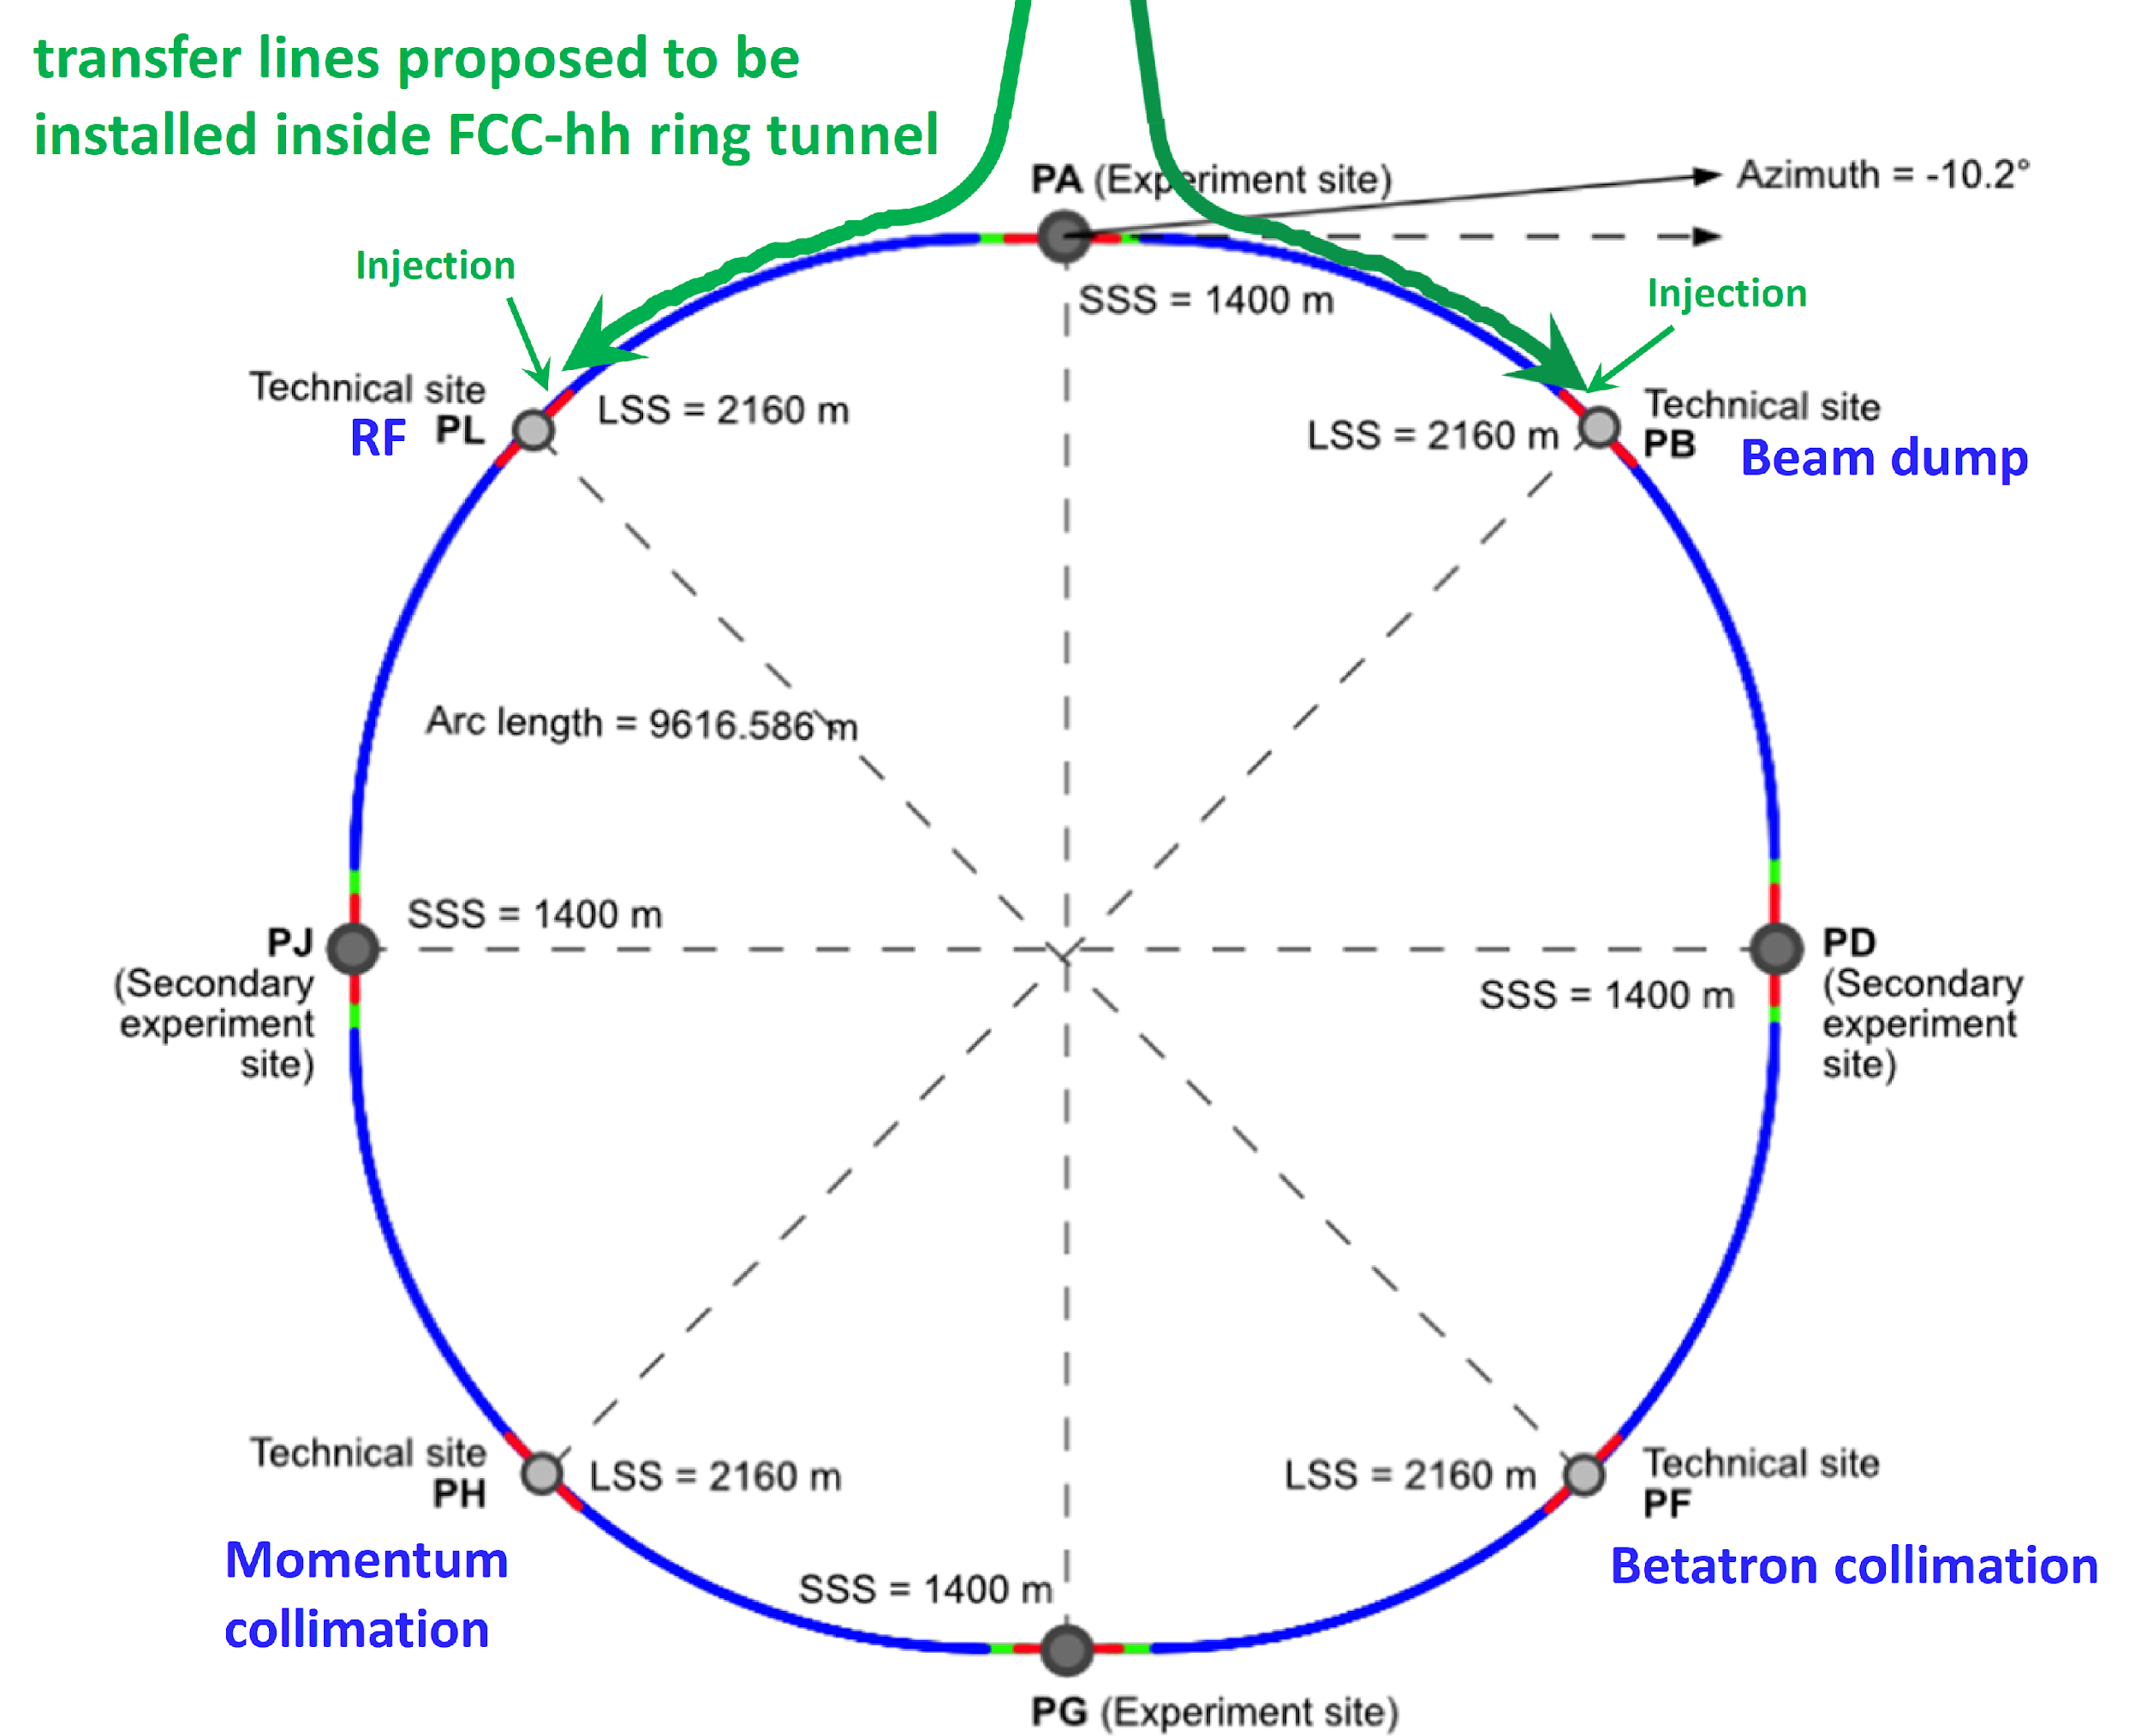 transfer lines proposed to be
installed inside FCC-hh ring tunnel
PA (Experiment site)
Azimuth = -10.2°
Injection
Injection
SSS = 1400 m
Technical site
RF PL
LSS = 2160 m
LSS = 2160 m
Technical site
PB
Beam dump
Arc length = 9616.586 m
PJ
(Secondary
experiment
site)
SSS = 1400 m
SSS = 1400 m
PD
(Secondary
experiment
site)
Technical site
PH
LSS = 2160 m
Momentum
collimation
LSS = 2160 m
Technical site
PF
Betatron collimation
SSS = 1400 m
PG (Experiment site)